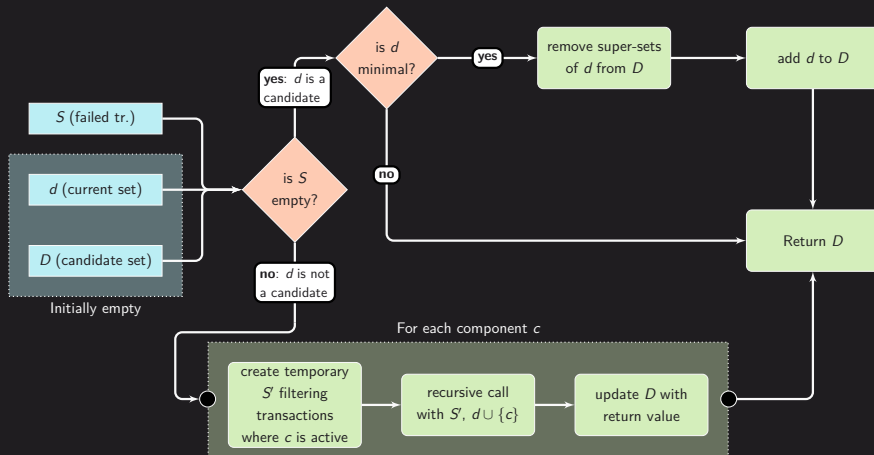 is d
minimal?
yes
remove super-sets
of d from D
add d to D
yes: d is a
candidate
S (failed tr.)
d (current set)
D (candidate set)
Initially empty
is S
empty?
no
Return D
no: d is not
a candidate
For each component c
create temporary
S′ filtering
transactions
where c is active
recursive call
with S′, d ∪ {c}
update D with
return value